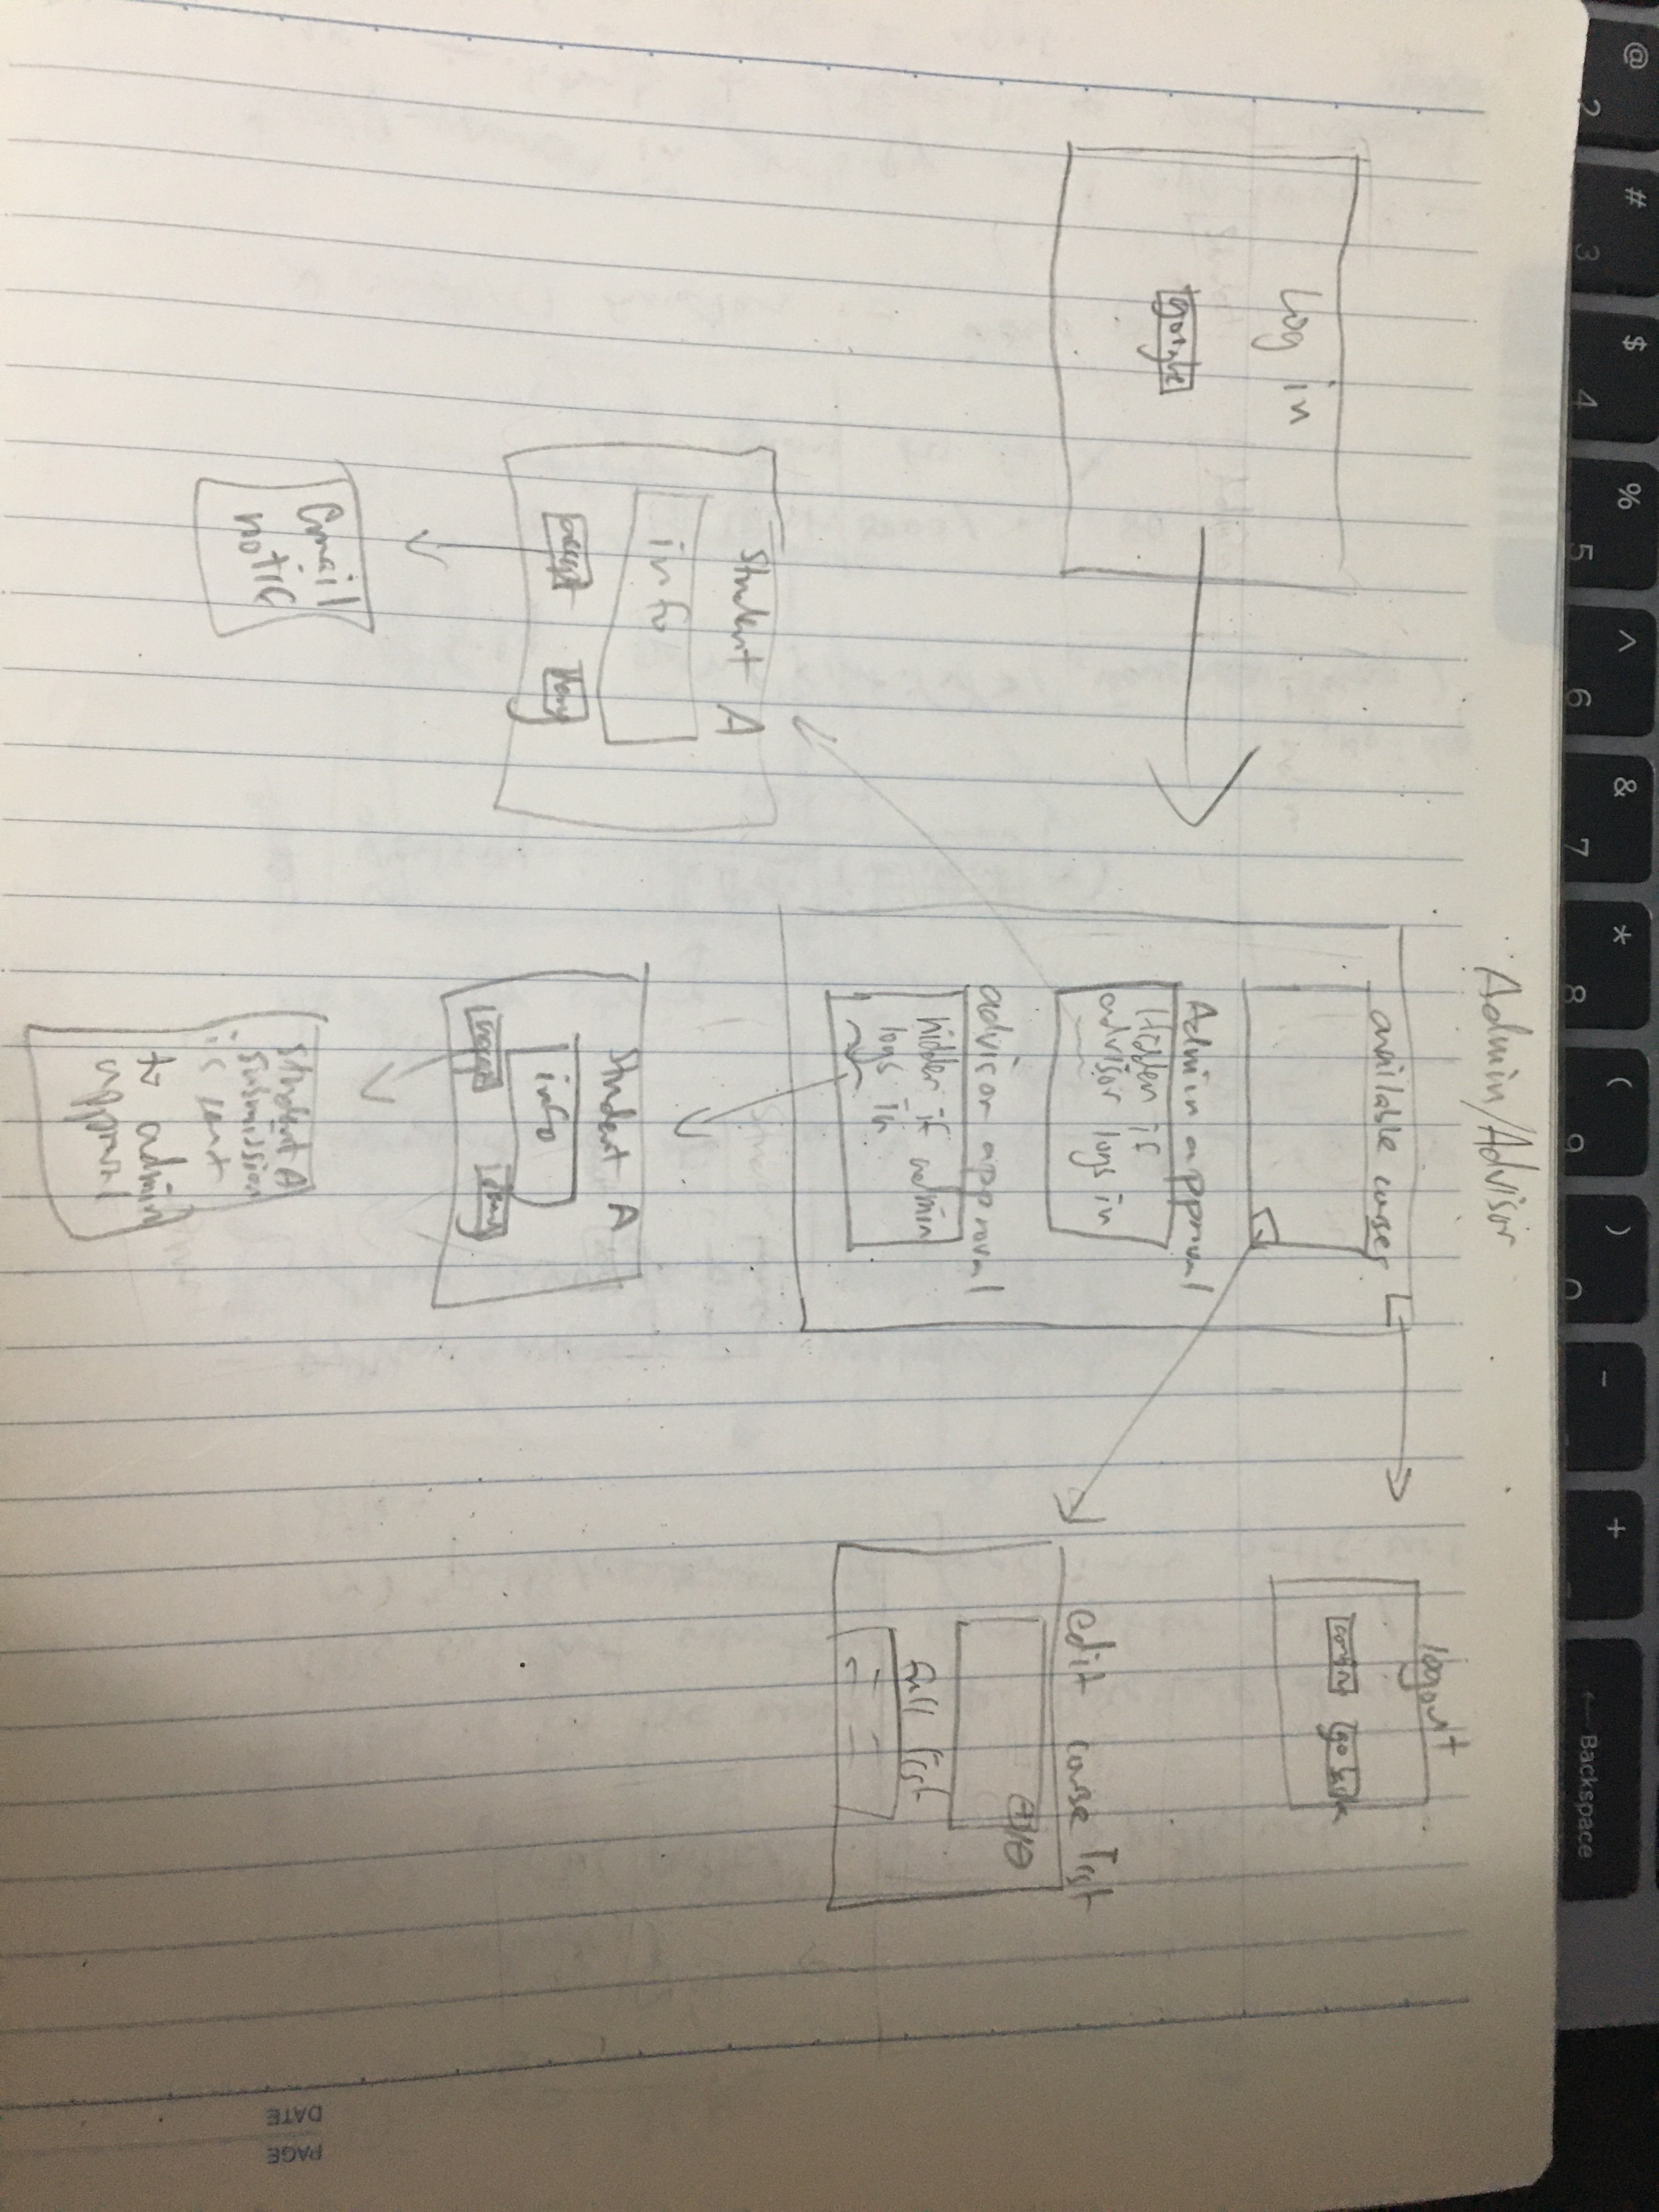 Admin/Advisor
Log in
google
available courses
Admin approval
Hidden if
advisor logs in
advisor approval
hidden if admin
logs in
logout
confirm
go back
edit course list
full list
Student A
info
accept
Deny
Email
notic
Student A
info
accept
Deny
Student A
submission
is sent
to admin
approval
DATE
PAGE
@
2
#
3
$
4
%
5
^
6
&
7
*
8
(
9
)
0
-
+
← Backspace